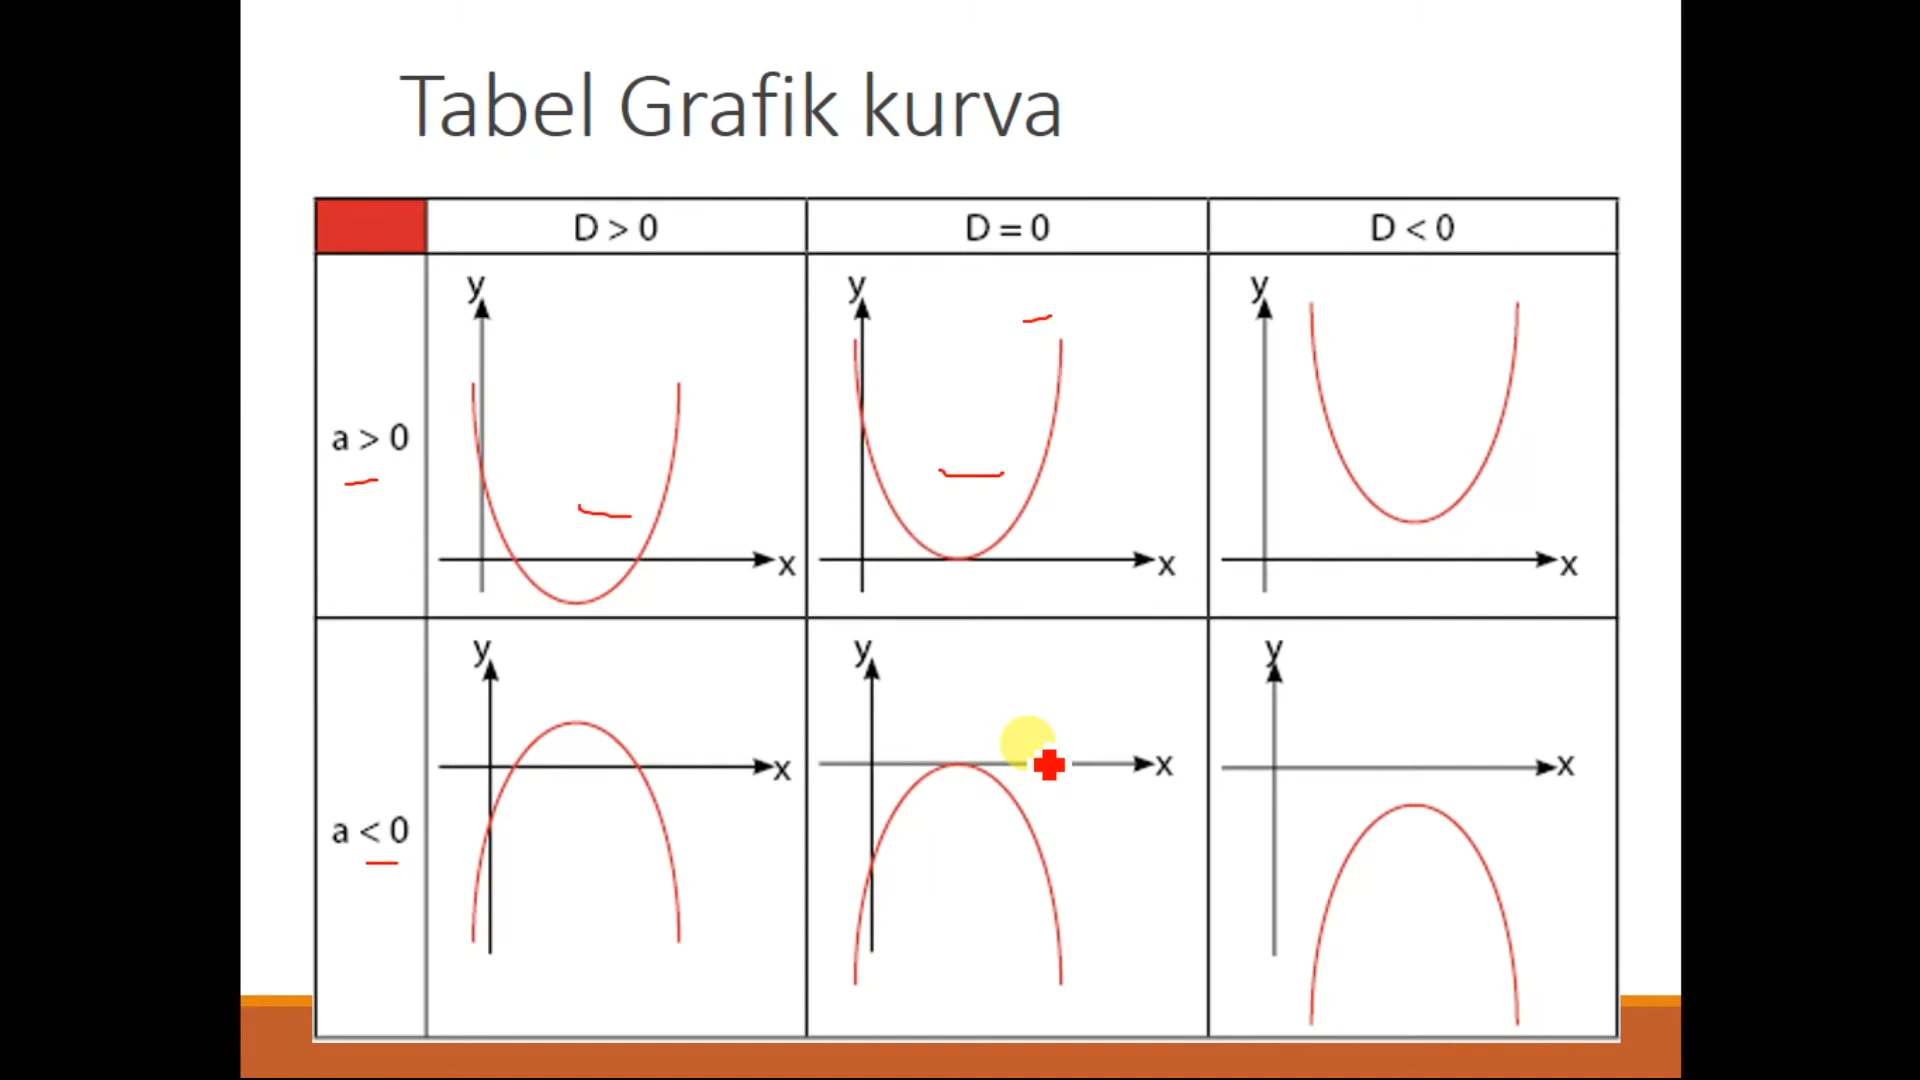 Tabel Grafik kurva
D > 0 D = 0 D < 0
a > 0
y y y
x x x
a < 0
y y y
x x x